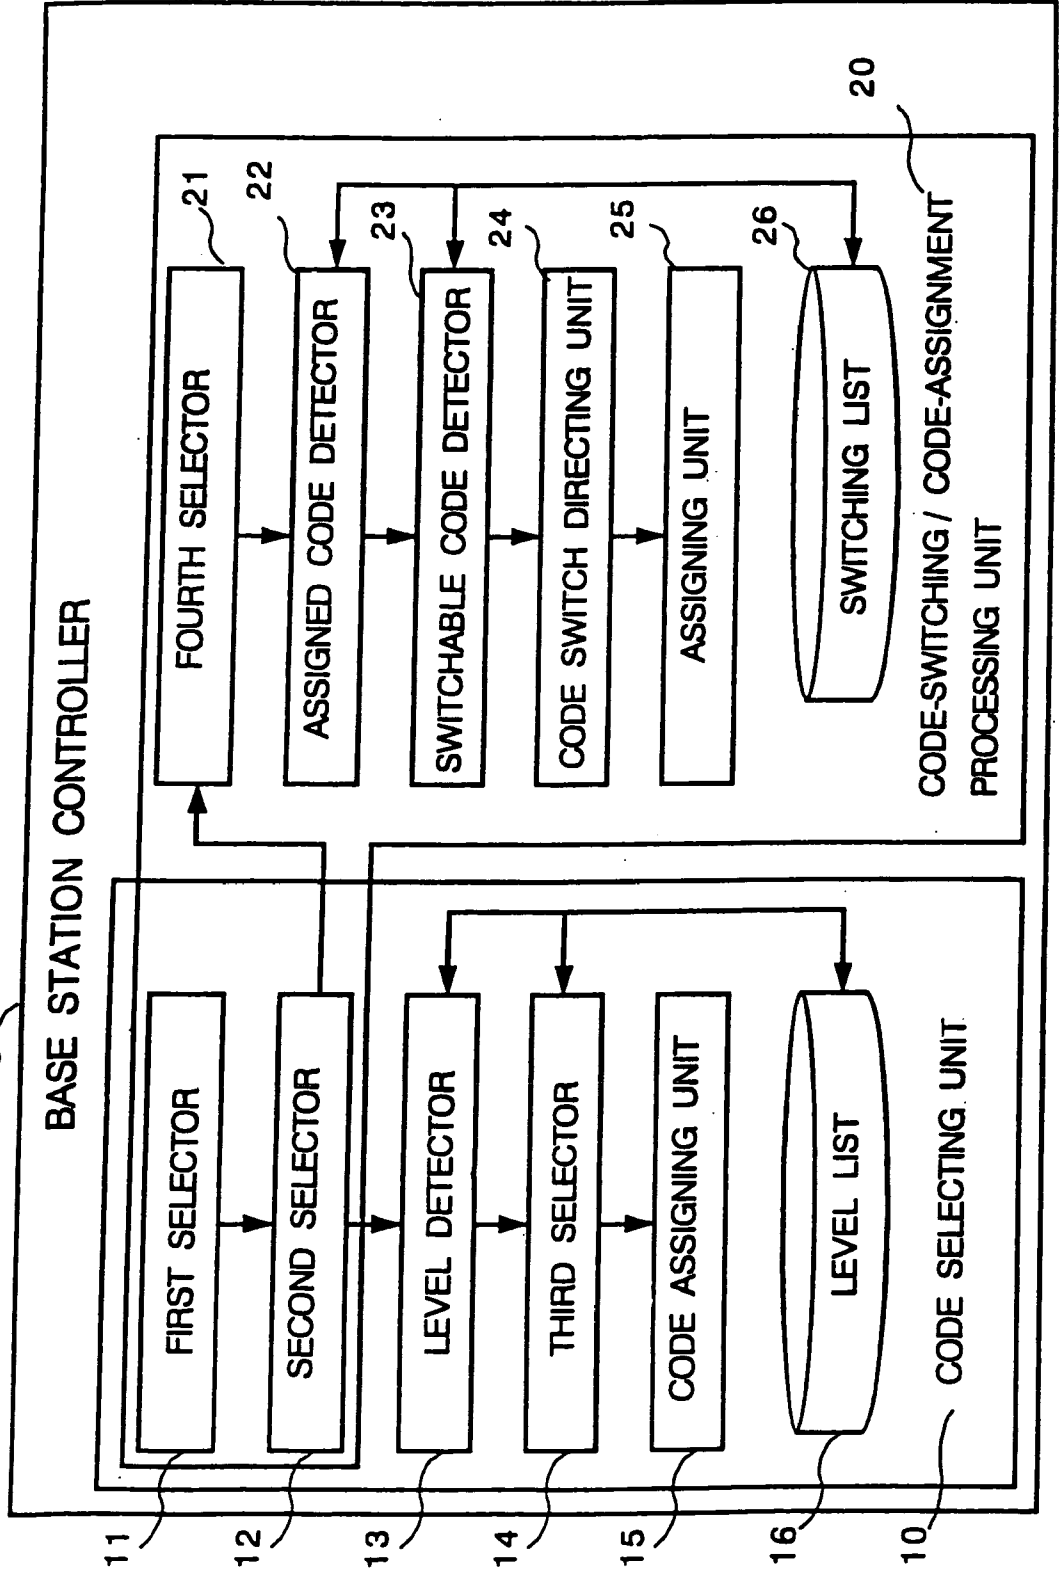 BASE STATION CONTROLLER
11
FIRST SELECTOR
12
SECOND SELECTOR
13
LEVEL DETECTOR
14
THIRD SELECTOR
15
CODE ASSIGNING UNIT
16
LEVEL LIST
10
CODE SELECTING UNIT
21
FOURTH SELECTOR
22
ASSIGNED CODE DETECTOR
23
SWITCHABLE CODE DETECTOR
24
CODE SWITCH DIRECTING UNIT
25
ASSIGNING UNIT
26
SWITCHING LIST
20
CODE-SWITCHING / CODE-ASSIGNMENT
PROCESSING UNIT